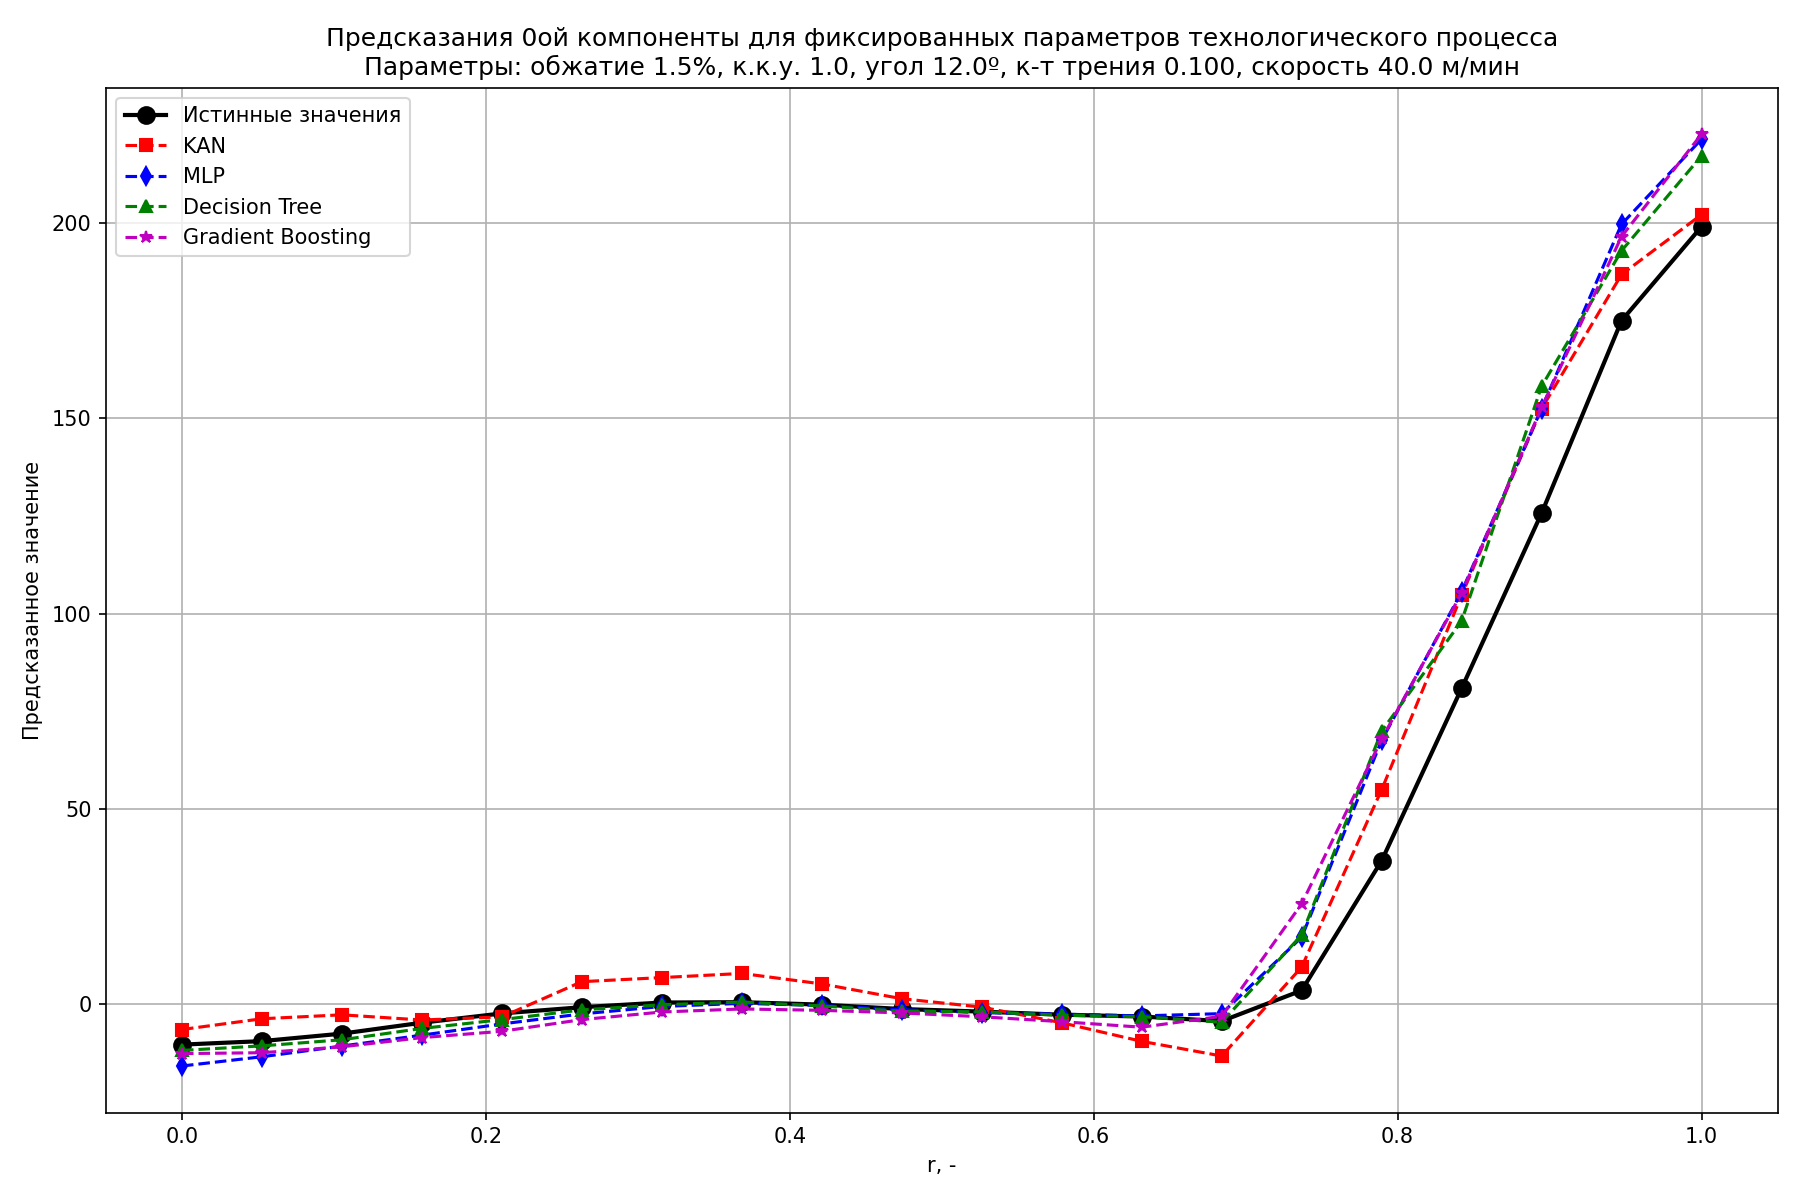 Предсказания 0ой компоненты для фиксированных параметров технологического процесса
Параметры: обжатие 1.5%, к.к.у. 1.0, угол 12.0º, к-т трения 0.100, скорость 40.0 м/мин
Истинные значения
KAN
MLP
Decision Tree
Gradient Boosting
Предсказанное значение
200
150
100
50
0
0.0 0.2 0.4 0.6 0.8 1.0
r, -